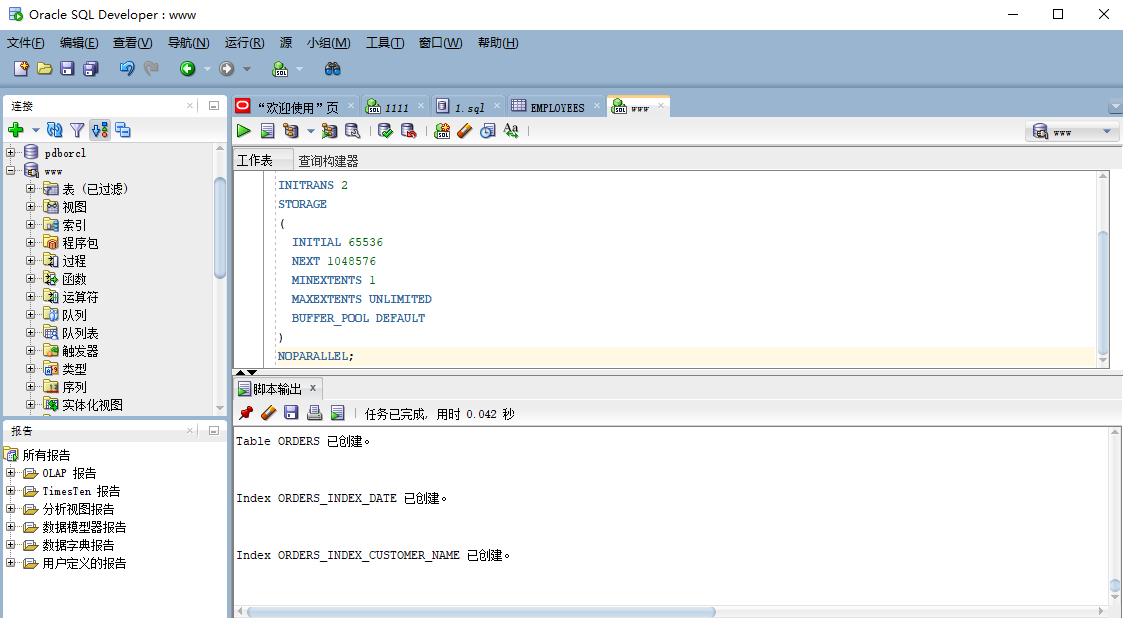 Oracle SQL Developer : www
文件(F) 编辑(E) 查看(V) 导航(N) 运行(R) 源 小组(M) 工具(T) 窗口(W) 帮助(H)
连接
pdborcl
www
表 (已过滤)
视图
索引
程序包
过程
函数
运算符
队列
队列表
触发器
类型
序列
实体化视图
报告
所有报告
OLAP 报告
TimesTen 报告
分析视图报告
数据模型器报告
数据字典报告
用户定义的报告
“欢迎使用”页 1111 1.sql EMPLOYEES www
www
工作表 查询构建器
INITRANS 2
STORAGE
(
INITIAL 65536
NEXT 1048576
MINEXTENTS 1
MAXEXTENTS UNLIMITED
BUFFER_POOL DEFAULT
)
NOPARALLEL;
脚本输出 x
任务已完成, 用时 0.042 秒
Table ORDERS 已创建。
Index ORDERS_INDEX_DATE 已创建。
Index ORDERS_INDEX_CUSTOMER_NAME 已创建。